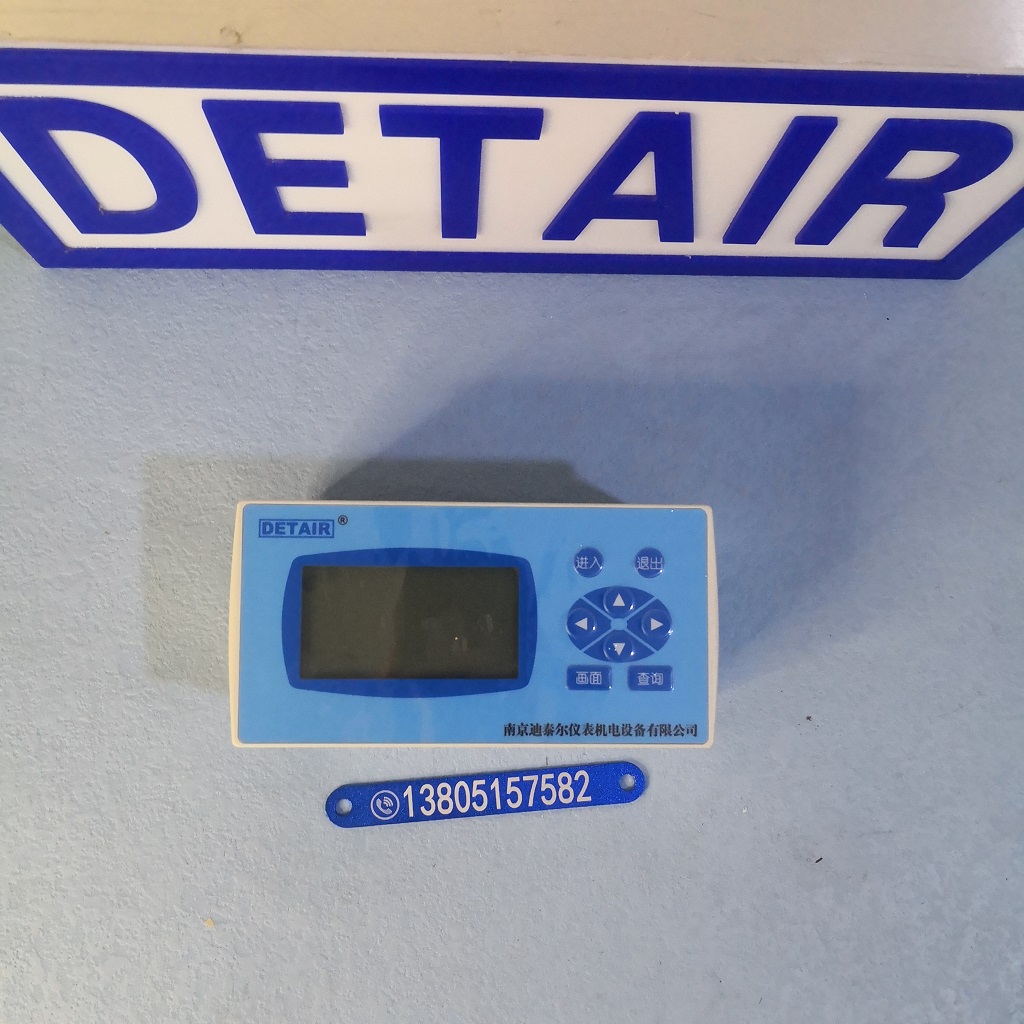 DETAIR
DETAIR®
进入 退出
画面 查询
南京迪泰尔仪表机电设备有限公司
13805157582